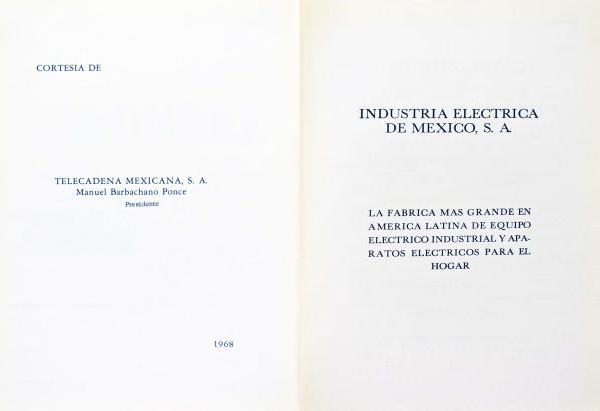 CORTESIA DE
TELECADENA MEXICANA, S. A.
Manuel Barbachano Ponce
Presidente
1968
INDUSTRIA ELECTRICA
DE MEXICO, S. A.
LA FABRICA MAS GRANDE EN
AMERICA LATINA DE EQUIPO
ELECTRICO INDUSTRIAL Y APA-
RATOS ELECTRICOS PARA EL
HOGAR